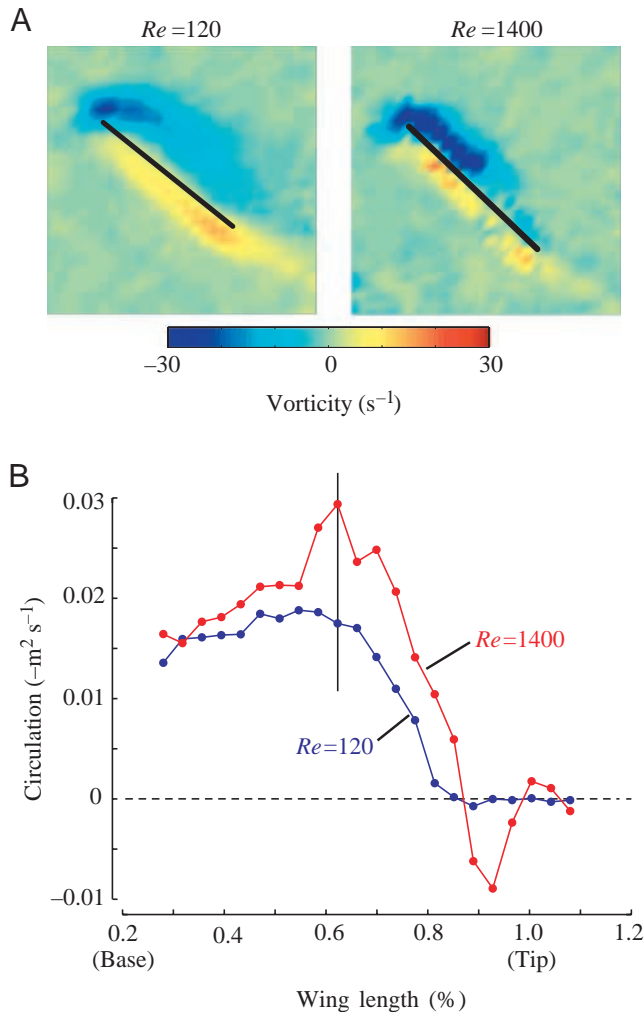 A
Re=120
Re=1400
–30
0
30
Vorticity (s–1)
B
0.03
0.02
0.01
0
–0.01
Circulation (–m2 s–1)
Re=1400
Re=120
0.2
0.4
0.6
0.8
1.0
1.2
(Base)
(Tip)
Wing length (%)